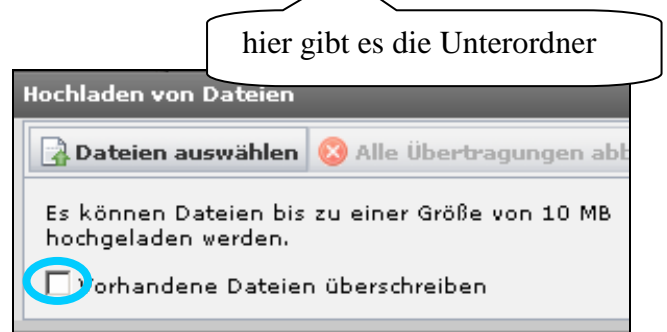 hier gibt es die Unterordner
Hochladen von Dateien
Dateien auswählen Alle Übertragungen
Es können Dateien bis zu einer Größe von 10 MB
hochgeladen werden.
Vorhandene Dateien überschreiben